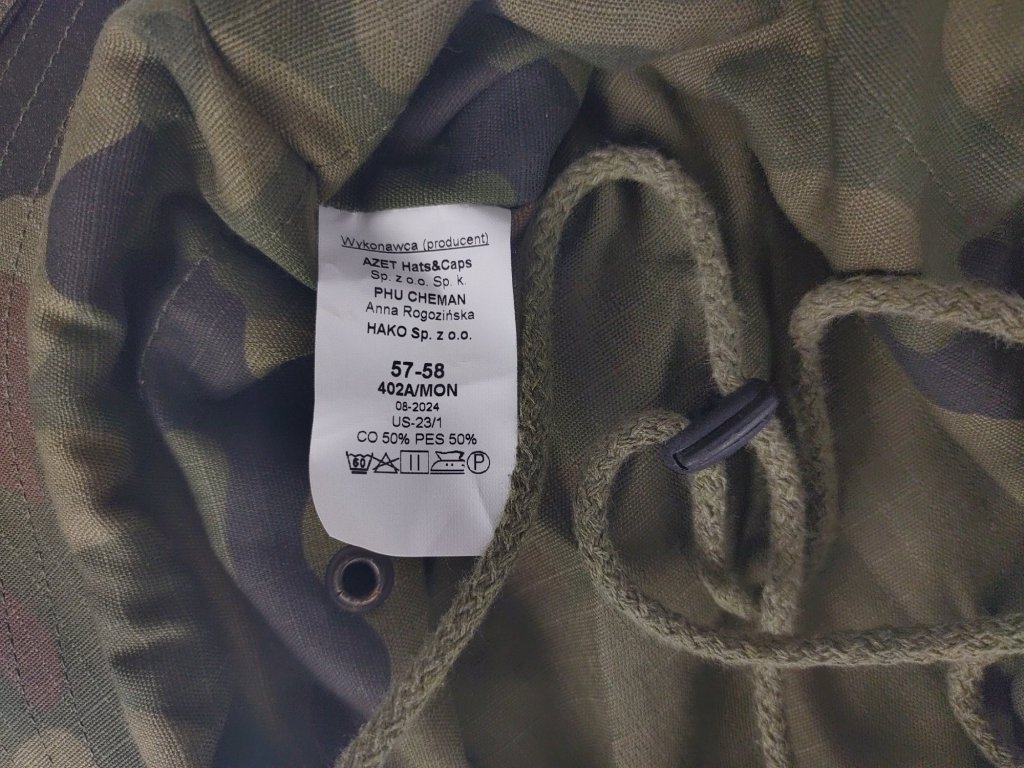 Wykonawca (producent)
AZET Hats&Caps
Sp. z o.o. Sp. k.
PHU CHEMAN
Anna Rogozińska
HAKO Sp. z o.o.
57-58
402A/MON
08-2024
US-23/1
CO 50% PES 50%
60 P